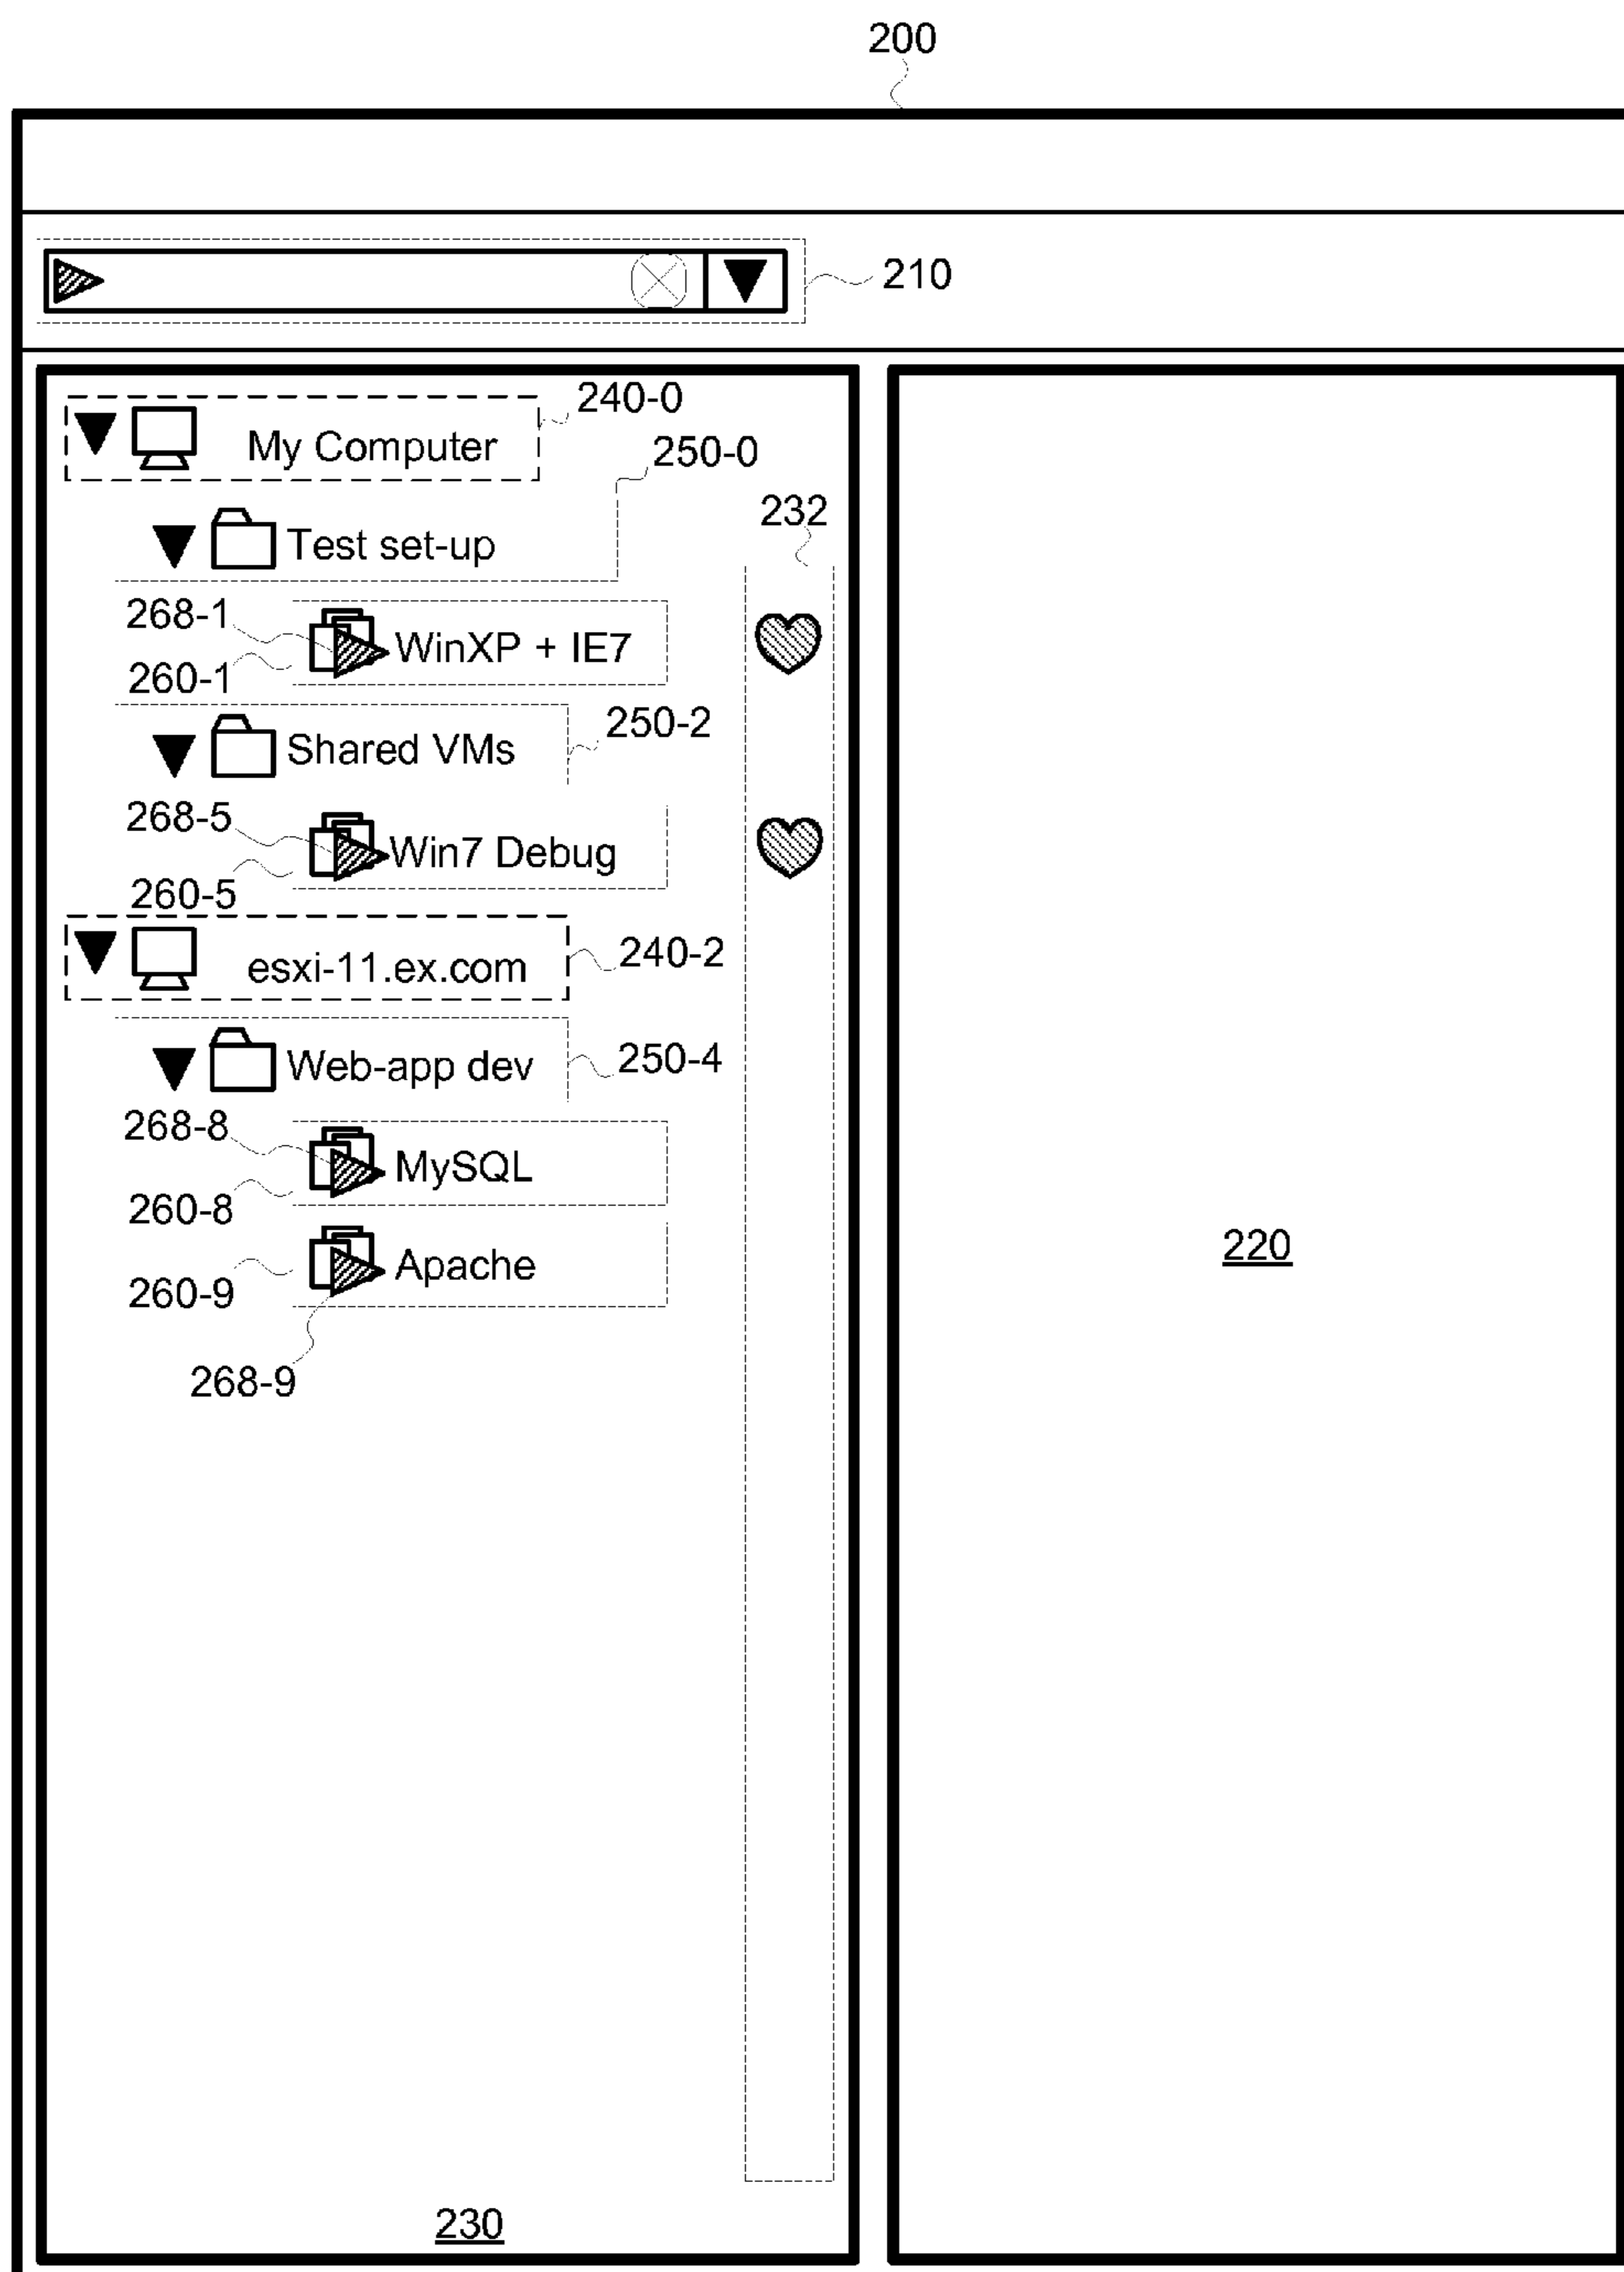 200
210
240-0
My Computer
250-0
232
Test set-up
268-1
WinXP + IE7
260-1
250-2
Shared VMs
268-5
Win7 Debug
260-5
240-2
esxi-11.ex.com
250-4
Web-app dev
268-8
MySQL
260-8
220
Apache
260-9
268-9
230